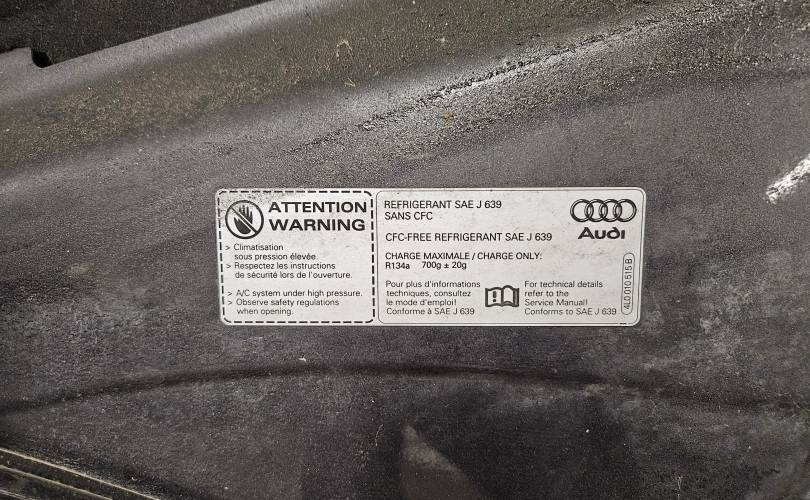 ATTENTION
WARNING
> Climatisation
sous pression élevée.
> Respectez les instructions
de sécurité lors de l'ouverture.
> A/C system under high pressure.
> Observe safety regulations
when opening.
REFRIGERANT SAE J 639
SANS CFC
CFC-FREE REFRIGERANT SAE J 639
CHARGE MAXIMALE / CHARGE ONLY:
R134a 700g ± 20g
Pour plus d'informations
techniques, consultez
le mode d'emploi!
Conforme à SAE J 639
For technical details
refer to the
Service Manual!
Conforms to SAE J 639
Audi
4L0010515B